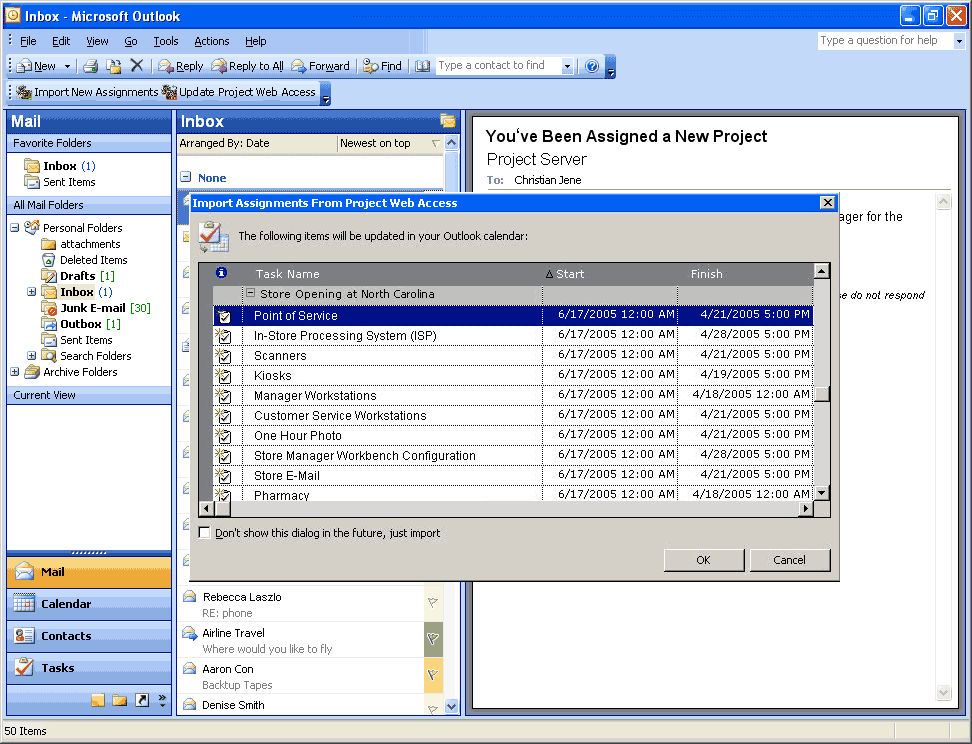 Inbox - Microsoft Outlook
File Edit View Go Tools Actions Help
Type a question for help
New Reply Reply to All Forward Find Type a contact to find
Import New Assignments Update Project Web Access
Mail
Favorite Folders
Inbox (1)
Sent Items
All Mail Folders
Personal Folders
attachments
Deleted Items
Drafts [1]
Inbox (1)
Junk E-mail [30]
Outbox [1]
Sent Items
Search Folders
Archive Folders
Current View
Mail
Calendar
Contacts
Tasks
Inbox
Arranged By: Date Newest on top
None
You've Been Assigned a New Project
Project Server
To: Christian Jene
ager for the
e do not respond
Import Assignments From Project Web Access
The following items will be updated in your Outlook calendar:
Task Name Start Finish
Store Opening at North Carolina
Point of Service 6/17/2005 12:00 AM 4/21/2005 5:00 PM
In-Store Processing System (ISP) 6/17/2005 12:00 AM 4/28/2005 5:00 PM
Scanners 6/17/2005 12:00 AM 4/21/2005 5:00 PM
Kiosks 6/17/2005 12:00 AM 4/19/2005 5:00 PM
Manager Workstations 6/17/2005 12:00 AM 4/18/2005 12:00 AM
Customer Service Workstations 6/17/2005 12:00 AM 4/21/2005 5:00 PM
One Hour Photo 6/17/2005 12:00 AM 4/21/2005 5:00 PM
Store Manager Workbench Configuration 6/17/2005 12:00 AM 4/28/2005 5:00 PM
Store E-Mail 6/17/2005 12:00 AM 4/21/2005 5:00 PM
Pharmacy 6/17/2005 12:00 AM 4/18/2005 12:00 AM
Don't show this dialog in the future, just import
OK Cancel
Rebecca Laszlo
RE: phone
Airline Travel
Where would you like to fly
Aaron Con
Backtup Tapes
Denise Smith
50 Items